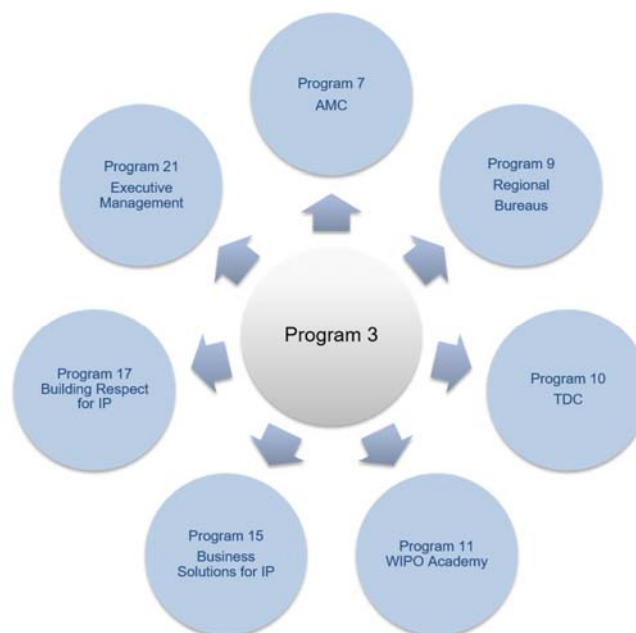 Program 7
AMC
Program 9
Regional
Bureaus
Program 21
Executive
Management
Program 3
Program 10
TDC
Program 17
Building Respect
for IP
Program 15
Business
Solutions for IP
Program 11
WIPO Academy